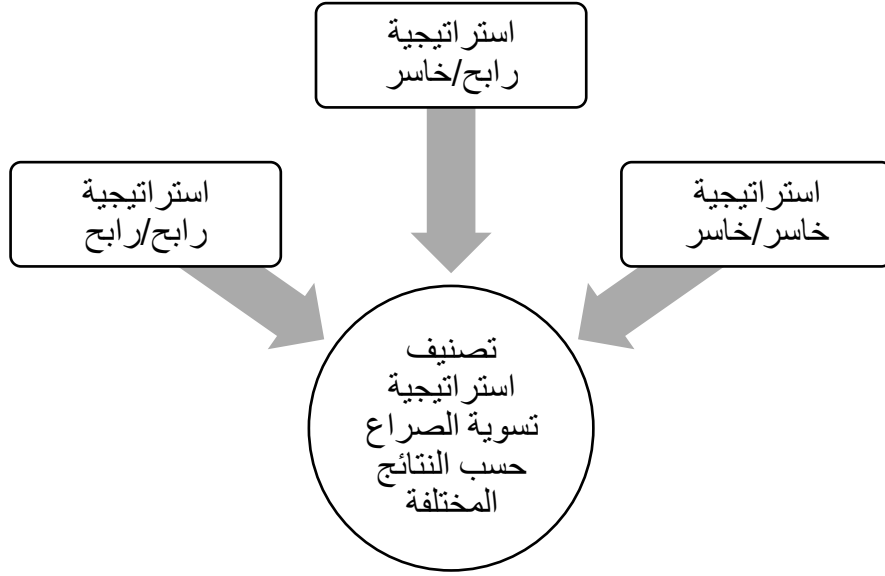 استراتيجية
رابح/خاسر
استراتيجية
خاسر/خاسر
استراتيجية
رابح/رابح
تصنيف
استراتيجية
تسوية الصراع
حسب النتائج
المختلفة